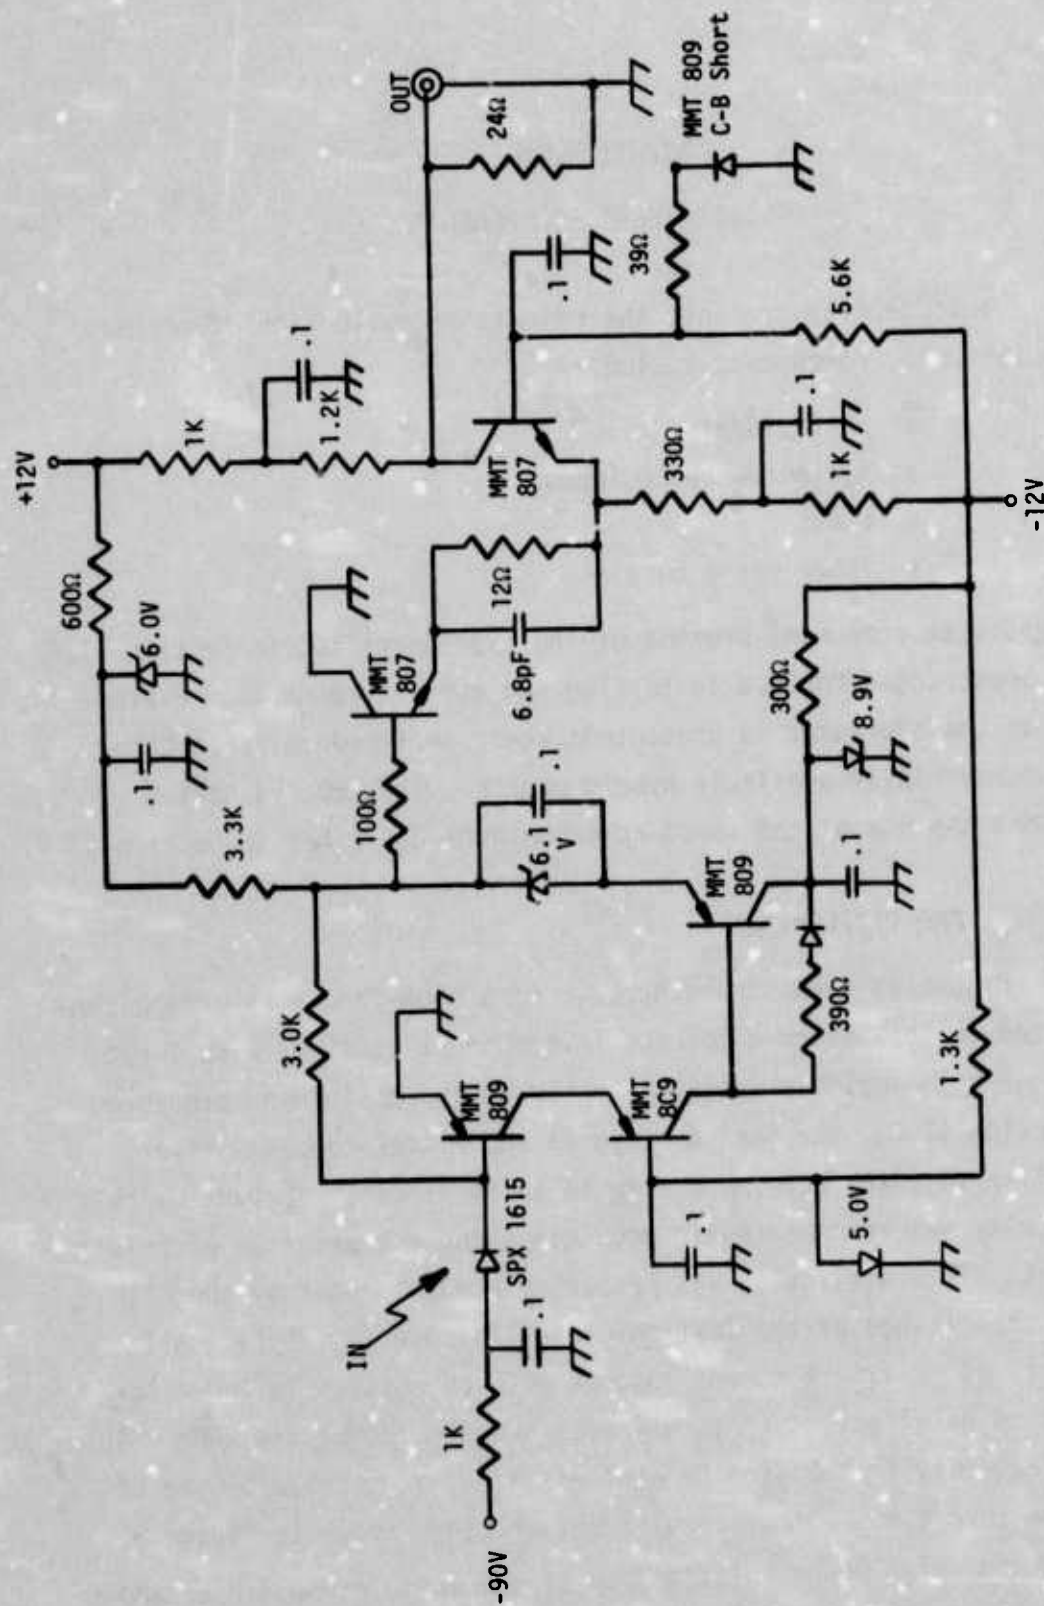 +12V
600Ω
1K
.1
1.2K
6.0V
.1
3.3K
OUT
24Ω
MMT 809
C-B Short
.1
39Ω
5.6K
MMT
807
330Ω
.1
1K
-12V
MMT
807
12Ω
6.8pF
100Ω
.1
6.1
V
300Ω
8.9V
.1
MMT
809
390Ω
1.3K
3.0K
MMT
809
MMT
8C9
IN
SPX 1615
.1
1K
-90V
.1
5.0V